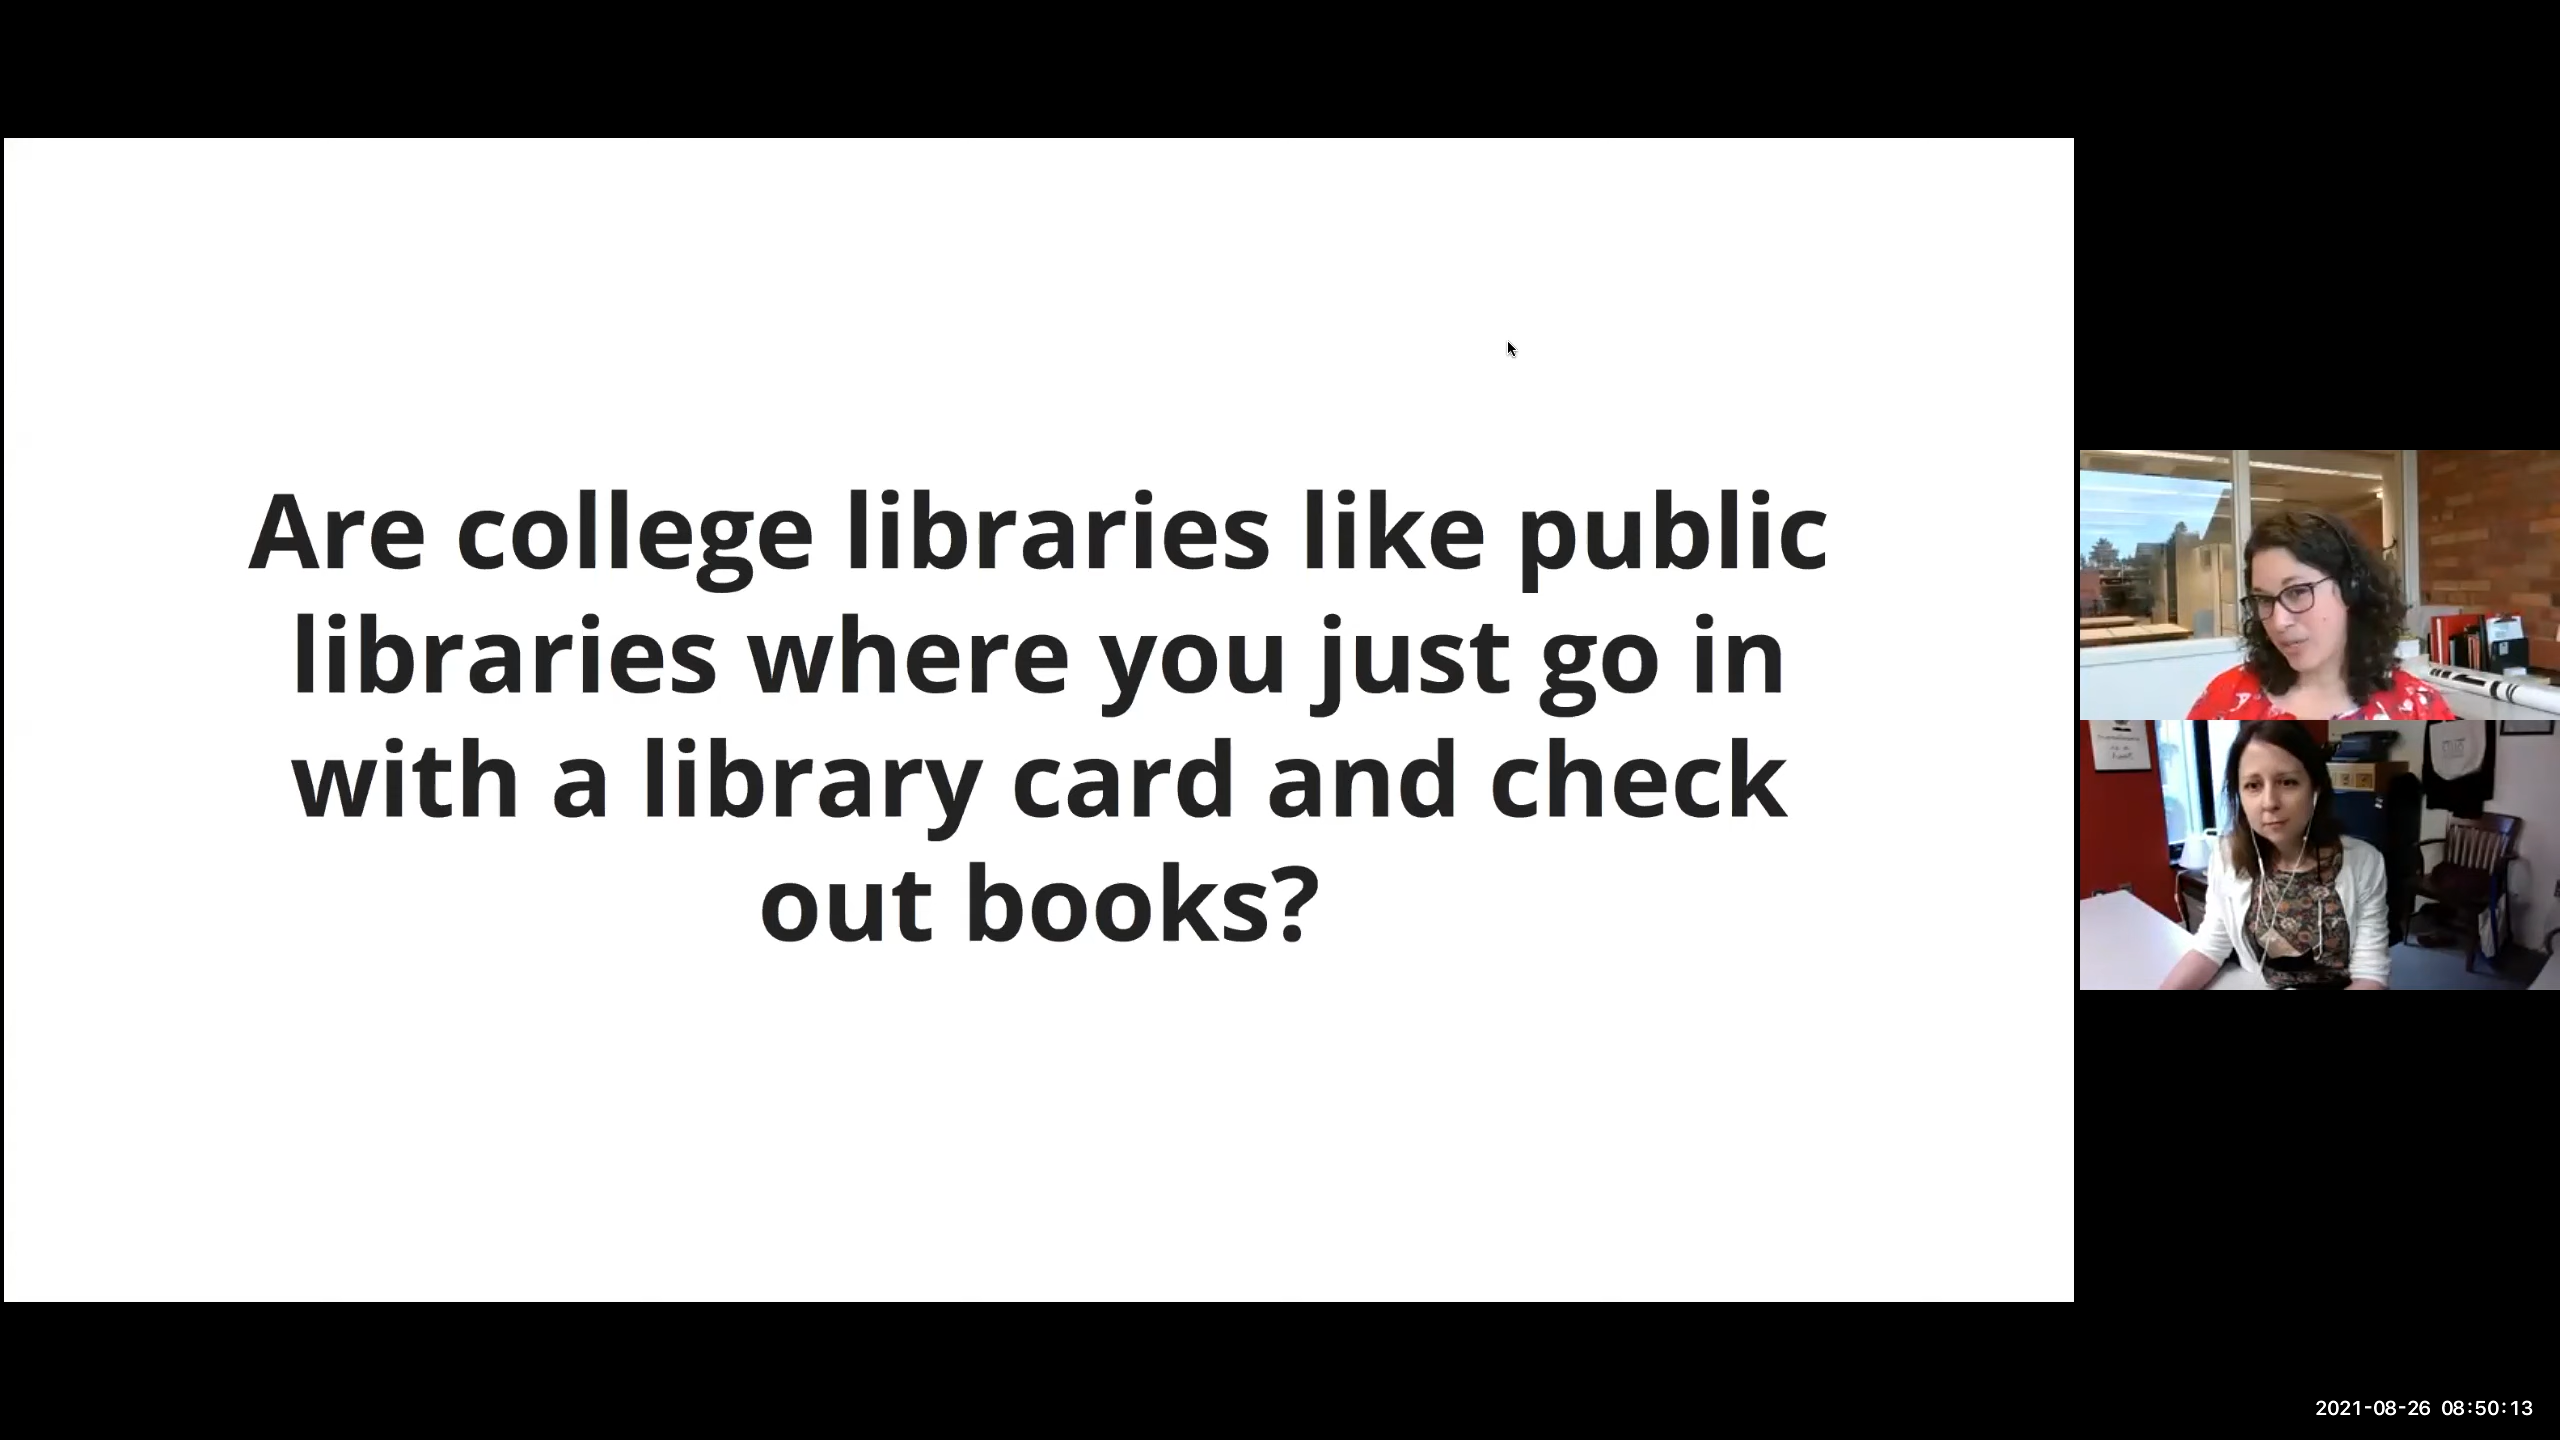 Are college libraries like public
libraries where you just go in
with a library card and check
out books?
2021-08-26 08:50:13